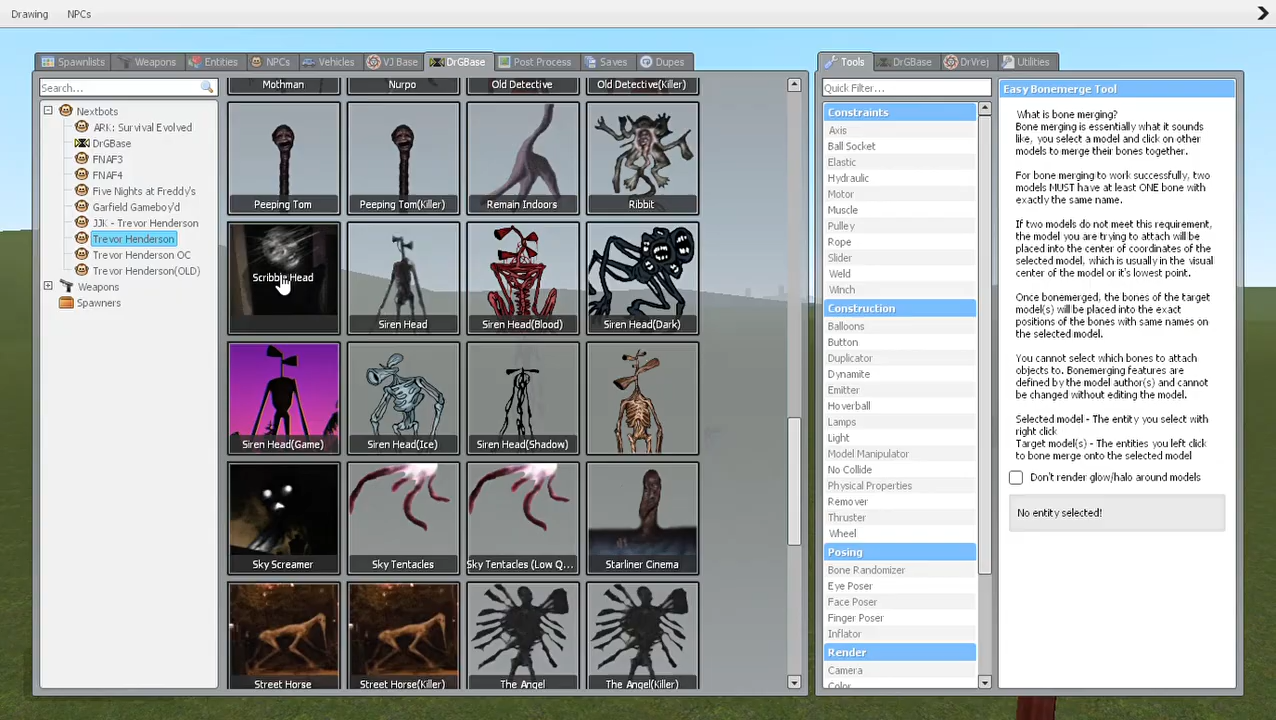 Drawing NPCs
Spawnlists Weapons Entities NPCs Vehicles VJ Base DrGBase Post Process Saves Dupes
Search...
Nextbots
ARK: Survival Evolved
DrGBase
FNAF3
FNAF4
Five Nights at Freddy's
Garfield Gameboy'd
JJK - Trevor Henderson
Trevor Henderson
Trevor Henderson OC
Trevor Henderson(OLD)
Weapons
Spawners
Mothman Nurpo Old Detective Old Detective(Killer)
Peeping Tom Peeping Tom(Killer) Remain Indoors Ribbit
Scribble Head
Siren Head Siren Head(Blood) Siren Head(Dark)
Siren Head(Game) Siren Head(Ice) Siren Head(Shadow)
Sky Screamer Sky Tentacles Sky Tentacles (Low Q... Starliner Cinema
Street Horse Street Horse(Killer) The Angel The Angel(Killer)
Tools DrGBase DrVrej Utilities
Quick Filter...
Constraints
Axis
Ball Socket
Elastic
Hydraulic
Motor
Muscle
Pulley
Rope
Slider
Weld
Winch
Construction
Balloons
Button
Duplicator
Dynamite
Emitter
Hoverball
Lamps
Light
Model Manipulator
No Collide
Physical Properties
Remover
Thruster
Wheel
Posing
Bone Randomizer
Eye Poser
Face Poser
Finger Poser
Inflator
Render
Camera
Color
Easy Bonemerge Tool
What is bone merging?
Bone merging is essentially what it sounds
like, you select a model and click on other
models to merge their bones together.
For bone merging to work successfully, two
models MUST have at least ONE bone with
exactly the same name.
If two models do not meet this requirement,
the model you are trying to attach will be
placed into the center of coordinates of the
selected model, which is usually in the visual
center of the model or it's lowest point.
Once bonemerged, the bones of the target
model(s) will be placed into the exact
positions of the bones with same names on
the selected model.
You cannot select which bones to attach
objects to. Bonemerging features are
defined by the model author(s) and cannot
be changed without editing the model.
Selected model - The entity you select with
right click
Target model(s) - The entities you left click
to bone merge onto the selected model
Don't render glow/halo around models
No entity selected!